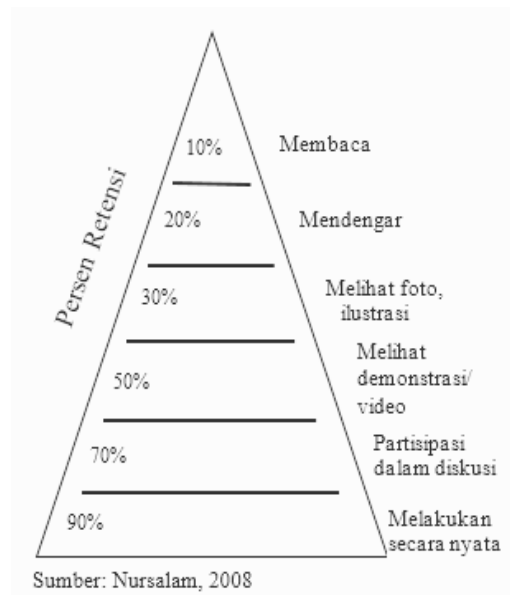 10%
Membaca
20%
Mendengar
Persen Retensi
30%
Melihat foto,
ilustrasi
50%
Melihat
demonstrasi/
video
70%
Partisipasi
dalam diskusi
90%
Melakukan
secara nyata
Sumber: Nursalam, 2008